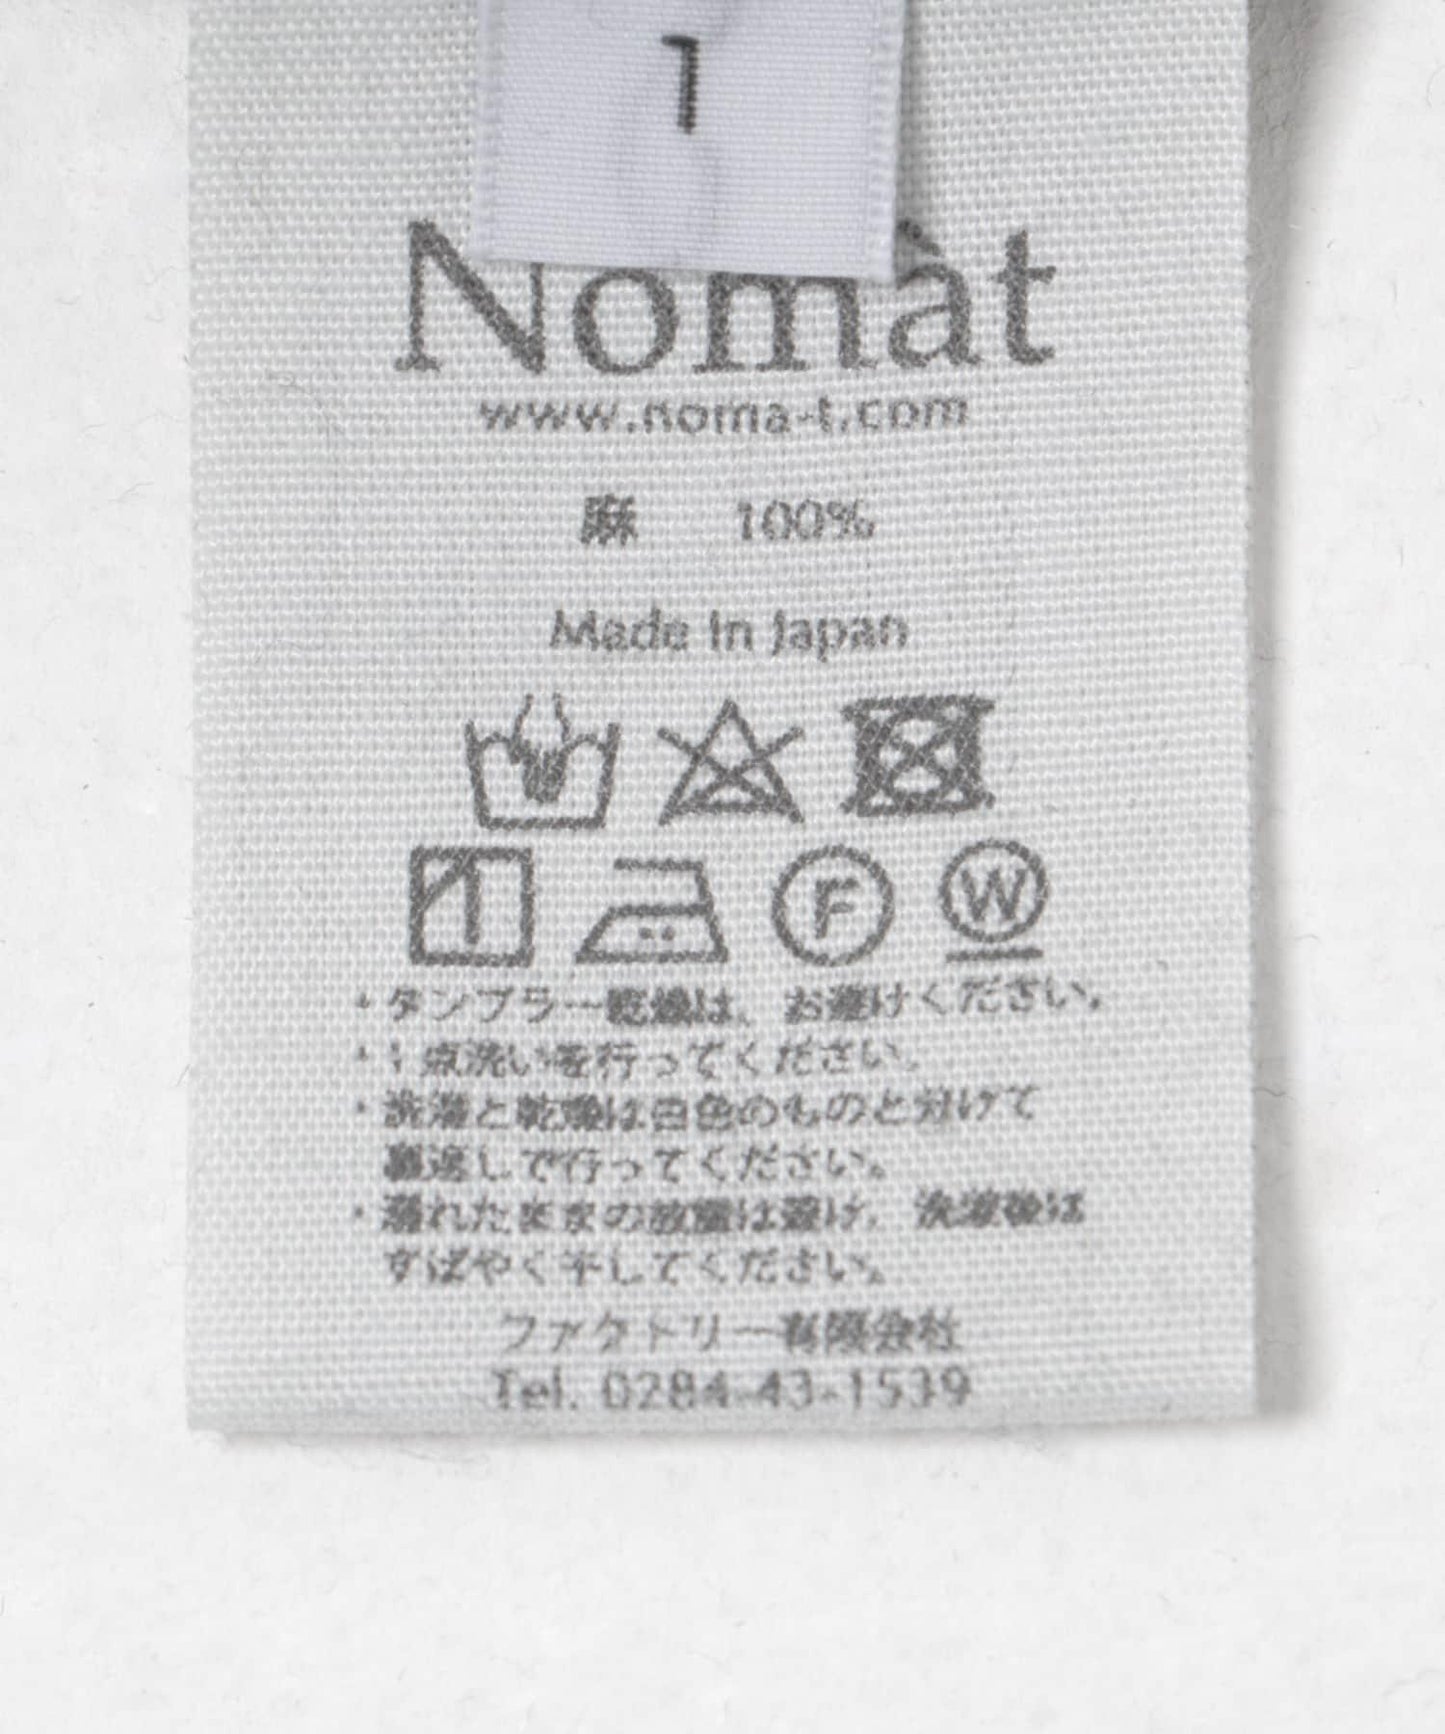 1
Nomàt
www.noma-t.com
麻 100%
Made in Japan
F W
・タンブラー乾燥は、お避けください。
・1点洗いを行ってください。
・洗濯と乾燥は白色のものと分けて
裏返しで行ってください。
・濡れたままの放置は避け、洗濯後は
すばやく干してください。
ファクトリー有限会社
Tel. 0284-43-1539